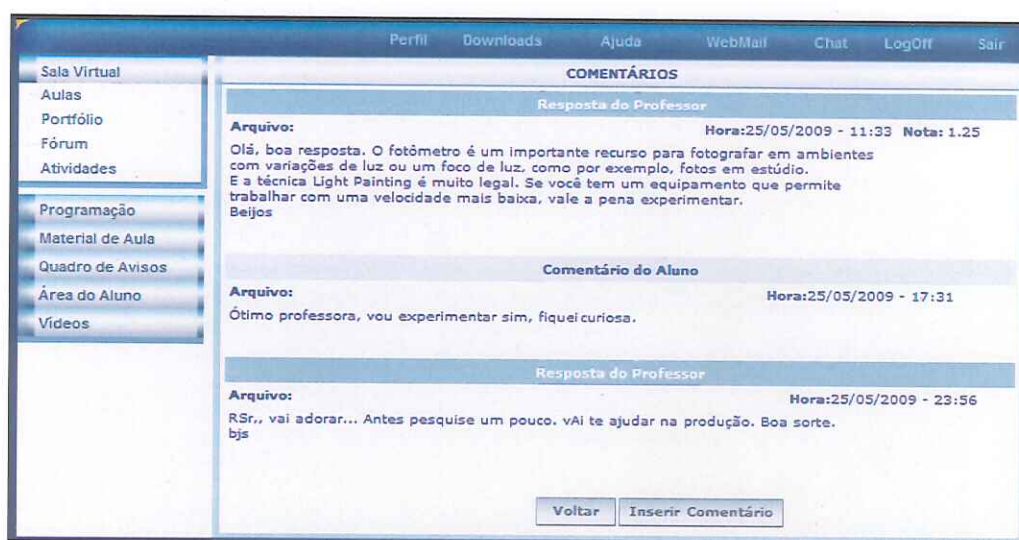 Perfil Downloads Ajuda WebMail Chat LogOff Sair
Sala Virtual
Aulas
Portfólio
Fórum
Atividades
Programação
Material de Aula
Quadro de Avisos
Área do Aluno
Vídeos
COMENTÁRIOS
Resposta do Professor
Arquivo: Hora:25/05/2009 - 11:33 Nota: 1.25
Olá, boa resposta. O fotômetro é um importante recurso para fotografar em ambientes
com variações de luz ou um foco de luz, como por exemplo, fotos em estúdio.
E a técnica Light Painting é muito legal. Se você tem um equipamento que permite
trabalhar com uma velocidade mais baixa, vale a pena experimentar.
Beijos
Comentário do Aluno
Arquivo: Hora:25/05/2009 - 17:31
Ótimo professora, vou experimentar sim, fiquei curiosa.
Resposta do Professor
Arquivo: Hora:25/05/2009 - 23:56
RSr,, vai adorar... Antes pesquise um pouco. vAi te ajudar na produção. Boa sorte.
bjs
Voltar Inserir Comentário